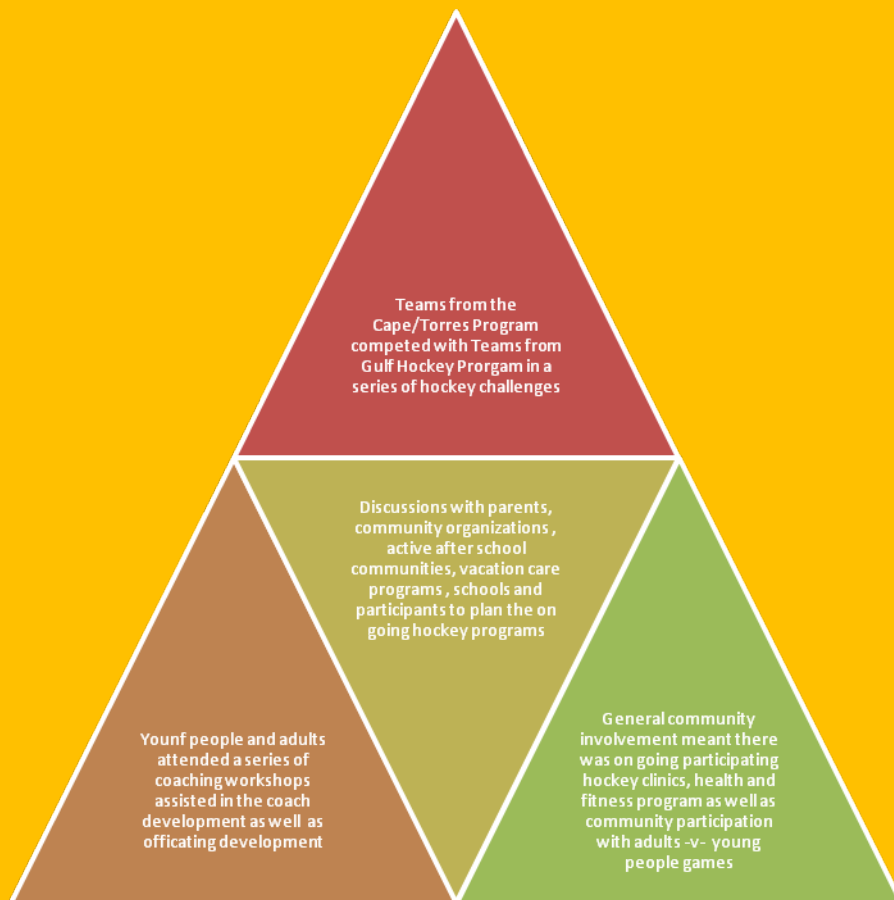 Teams from the
Cape/Torres Program
competed with Teams from
Gulf Hockey Prorgam in a
series of hockey challenges
Discussions with parents,
community organizations ,
active after school
communities, vacation care
programs , schools and
participants to plan the on
going hockey programs
Younf people and adults
attended a series of
coaching workshops
assisted in the coach
development as well as
officating development
General community
involvement meant there
was on going participating
hockey clinics, health and
fitness program as well as
community participation
with adults -v- young
people games